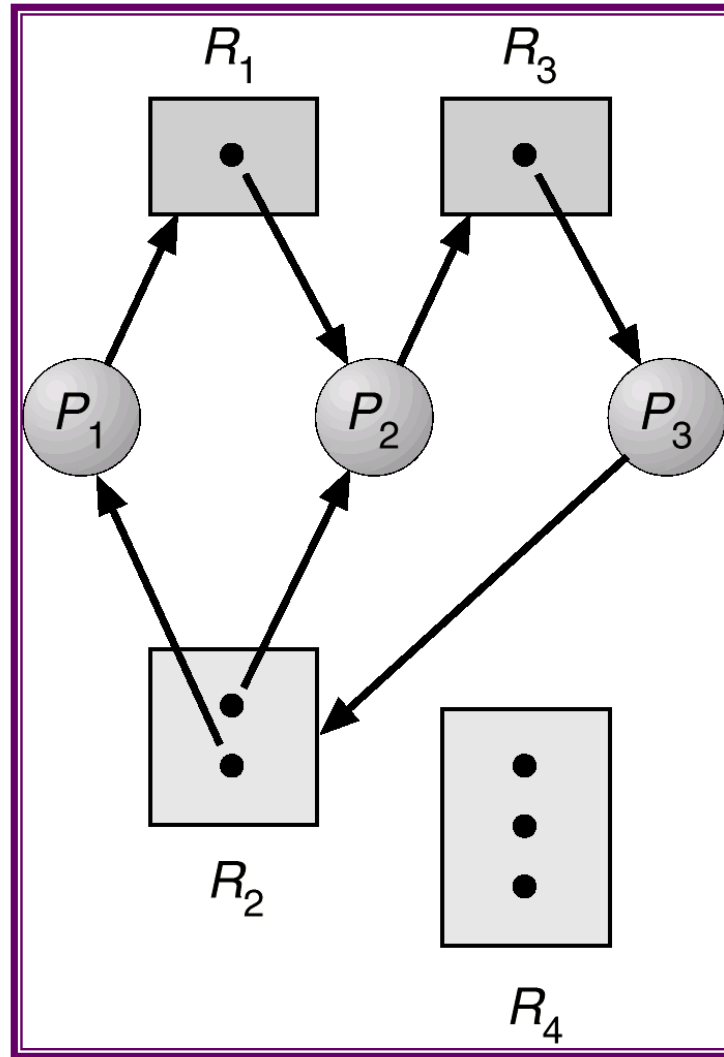 R₁ R₃
P₁ P₂ P₃
R₂
R₄